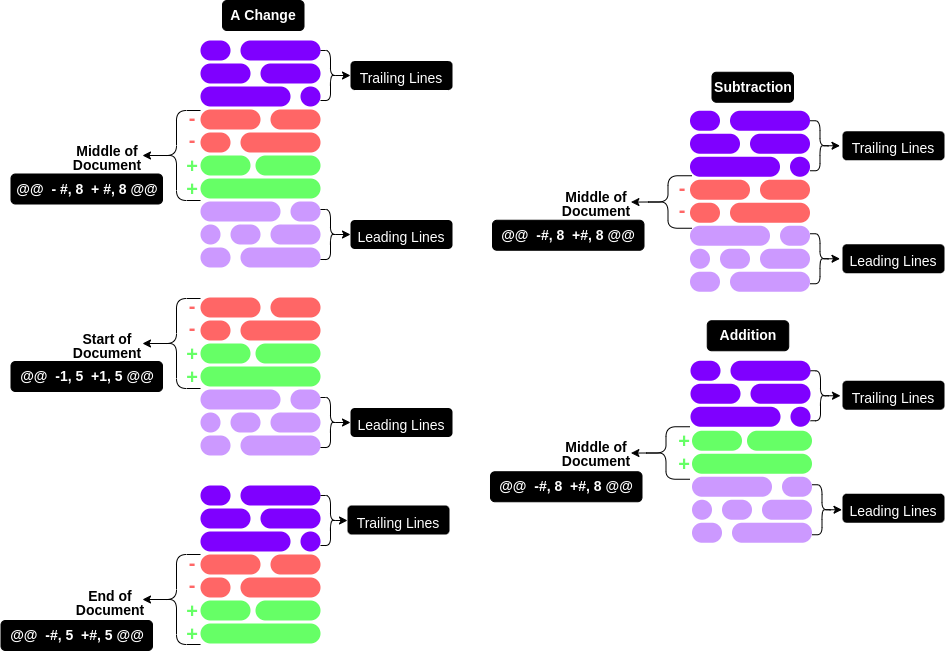 A Change
Trailing Lines
-
-
Middle of
Document
+
@@ - #, 8 + #, 8 @@
+
Leading Lines
-
-
Start of
Document
+
@@ -1, 5 +1, 5 @@
+
Leading Lines
Trailing Lines
-
-
End of
Document
+
@@ -#, 5 +#, 5 @@
+
Subtraction
Trailing Lines
-
Middle of
Document
-
@@ -#, 8 +#, 8 @@
Leading Lines
Addition
Trailing Lines
+
Middle of
Document
+
@@ -#, 8 +#, 8 @@
Leading Lines